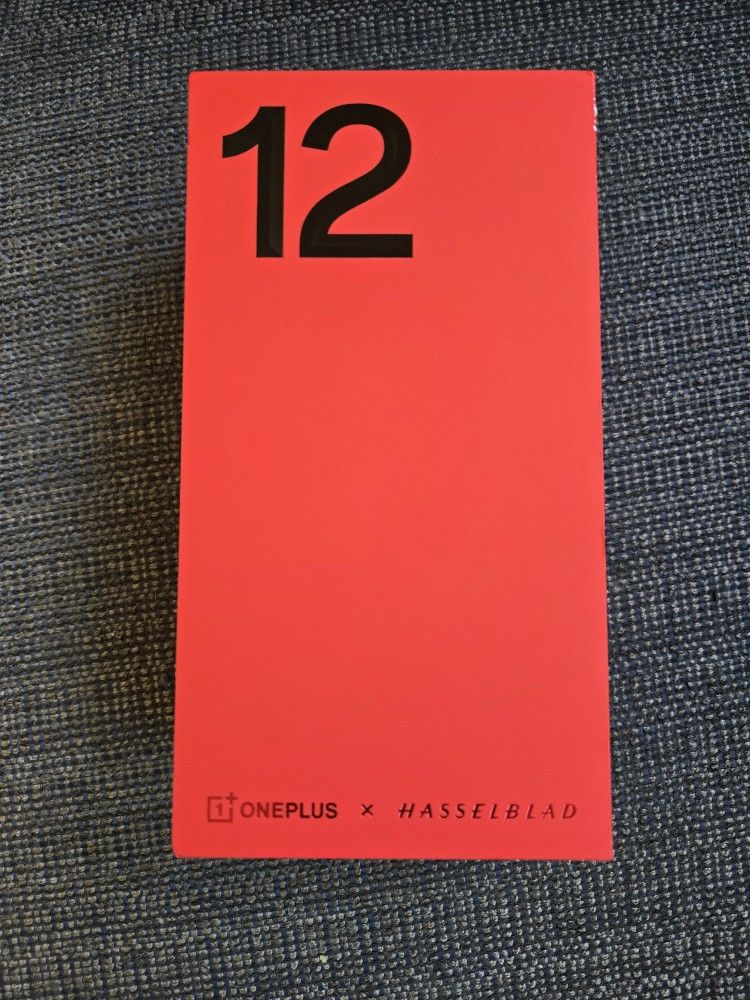 12
1+ ONEPLUS × HASSELBLAD